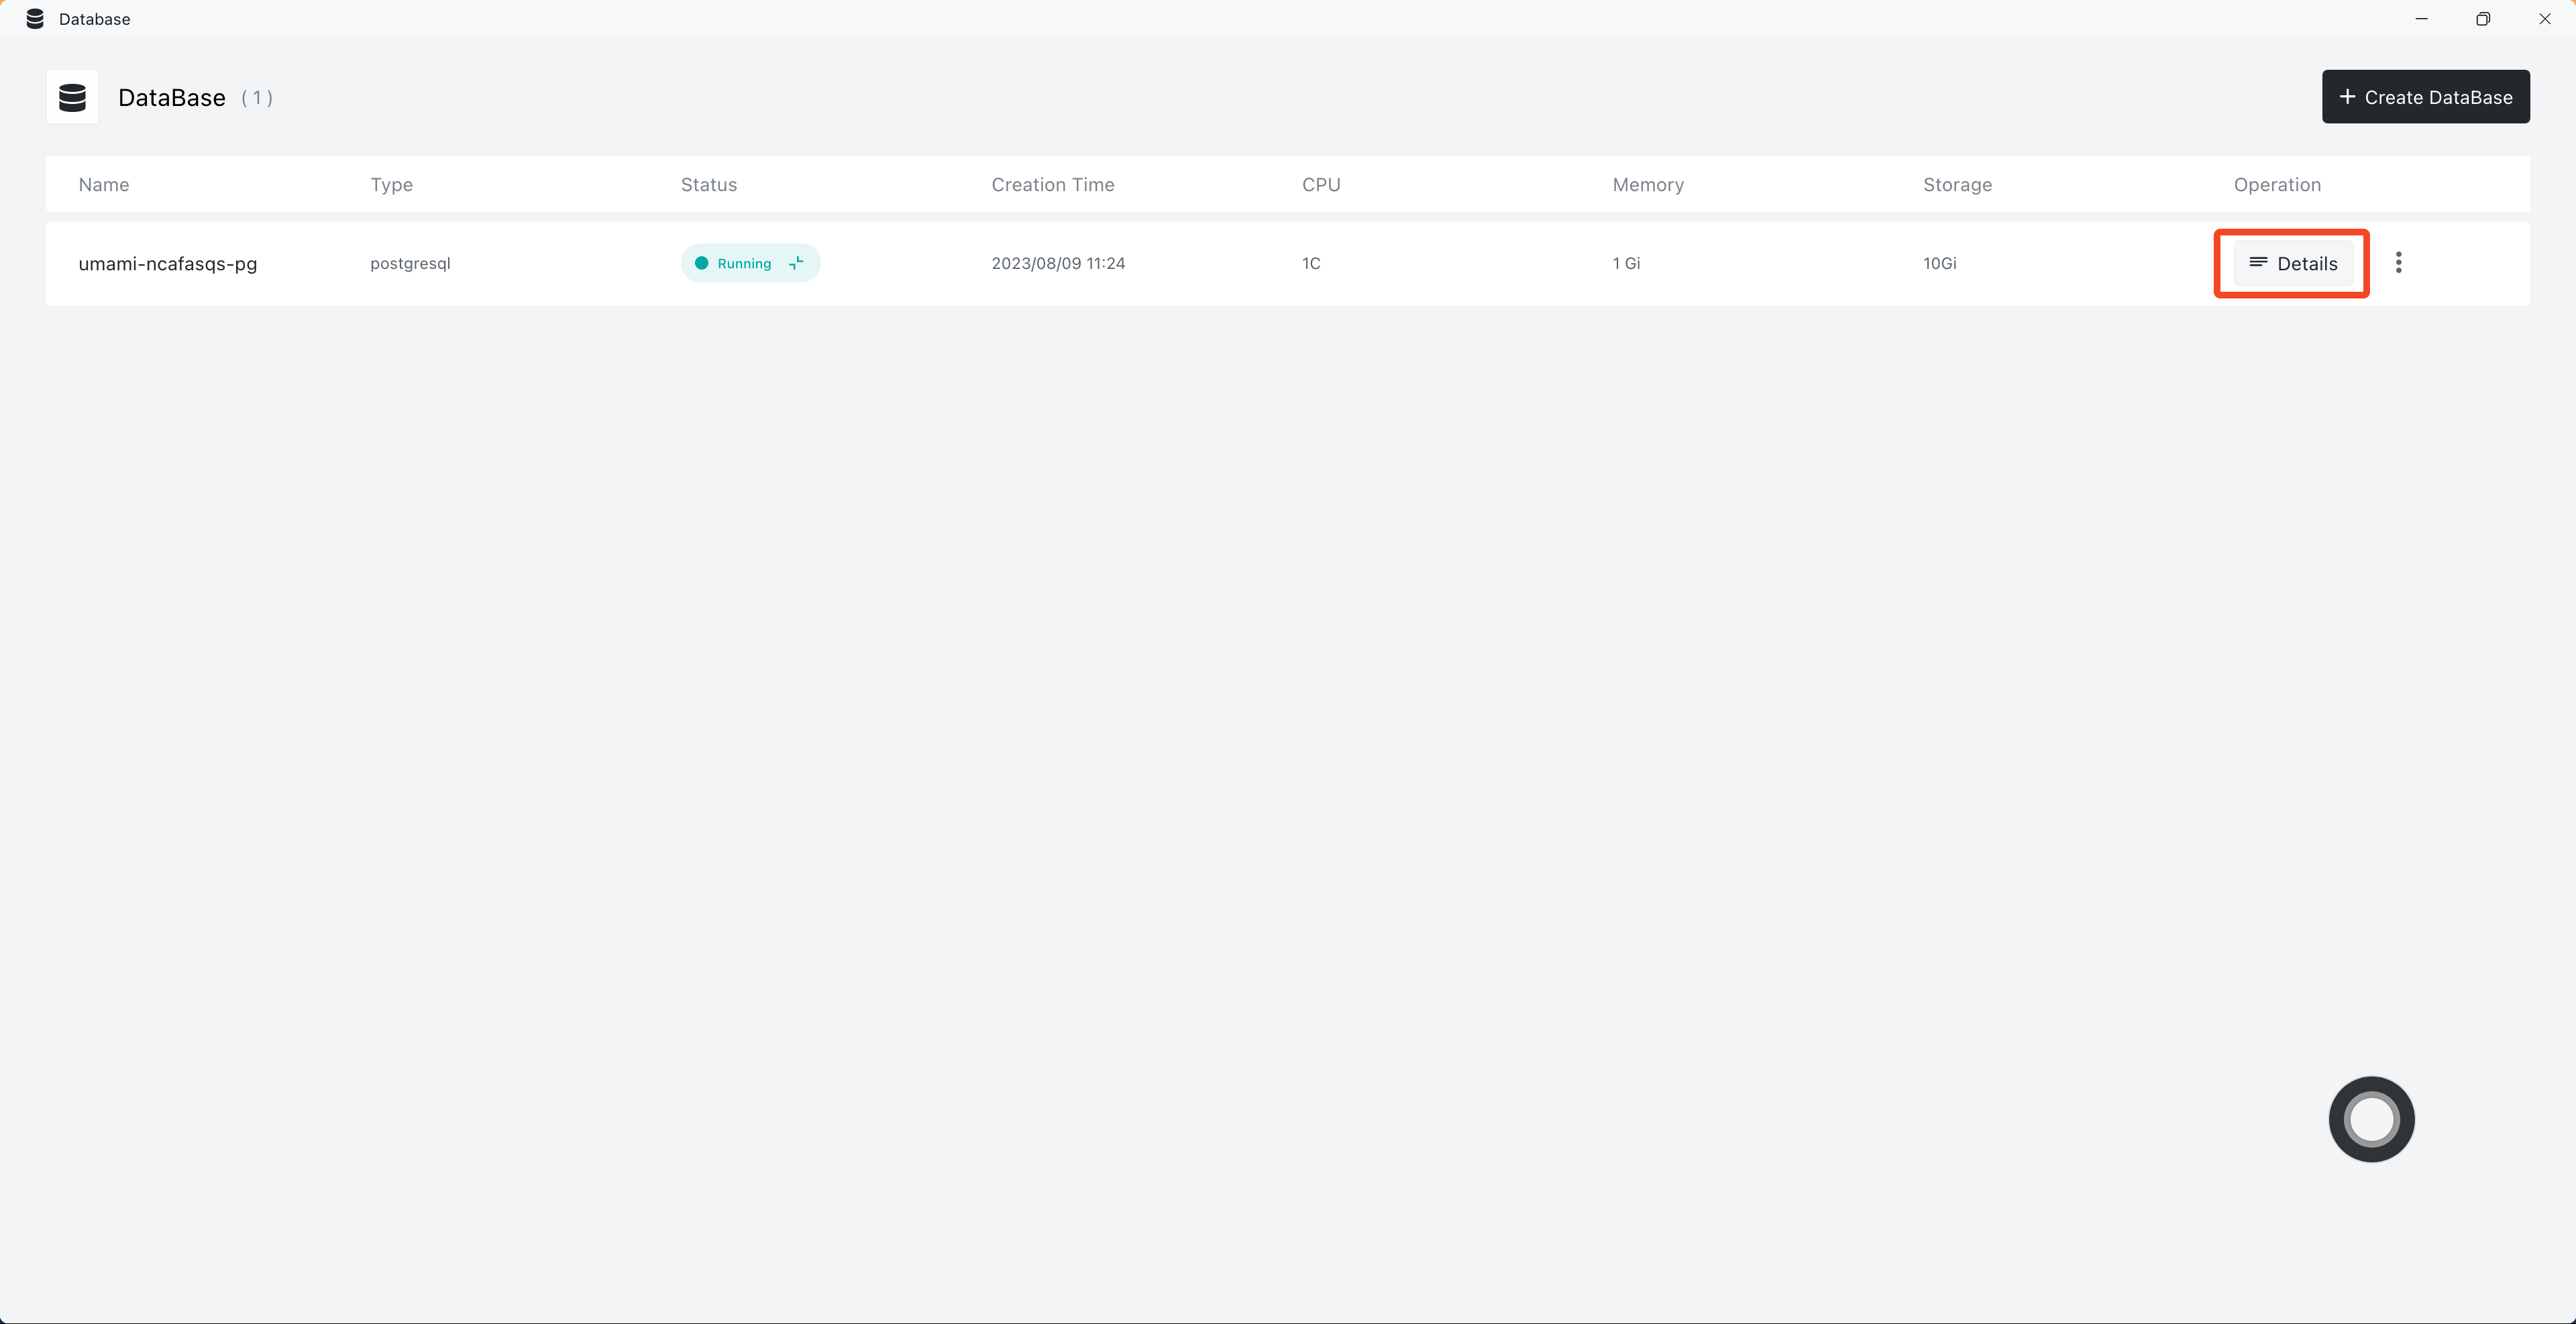 Database
DataBase ( 1 )
+ Create DataBase
Name Type Status Creation Time CPU Memory Storage Operation
umami-ncafasqs-pg postgresql Running 2023/08/09 11:24 1C 1 Gi 10Gi Details